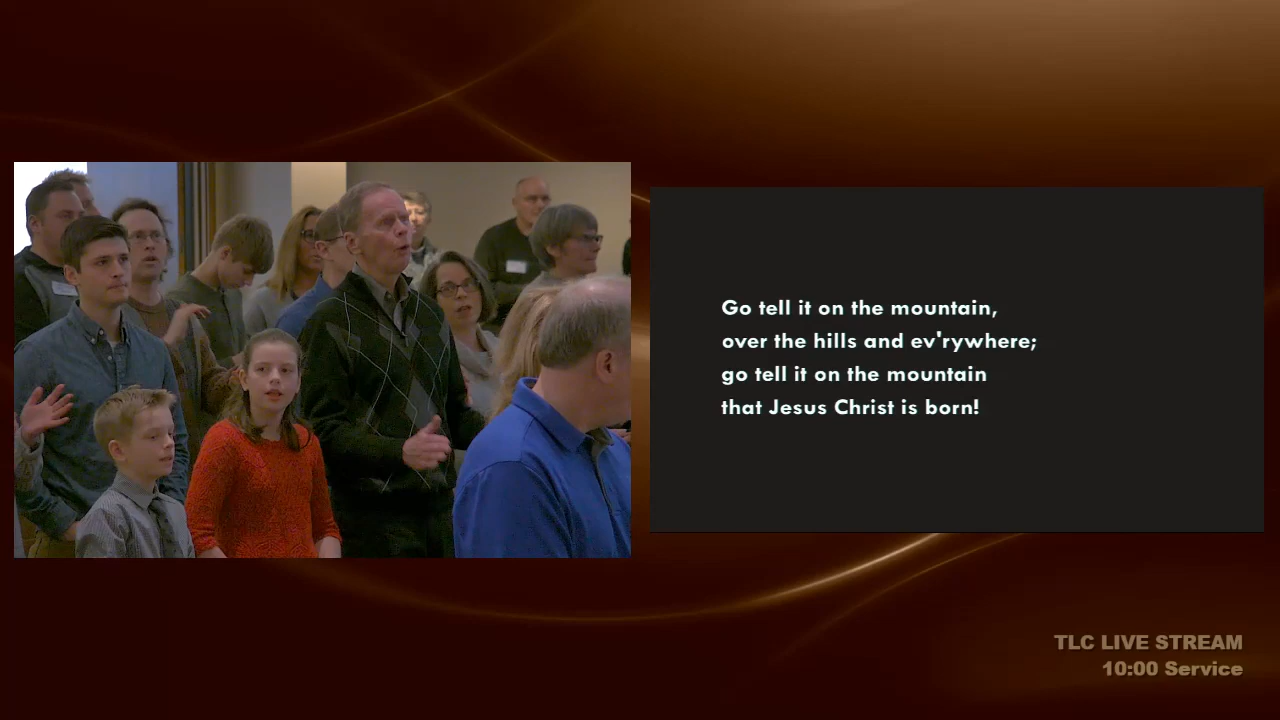 Go tell it on the mountain,
over the hills and ev'rywhere;
go tell it on the mountain
that Jesus Christ is born!
TLC LIVE STREAM
10:00 Service